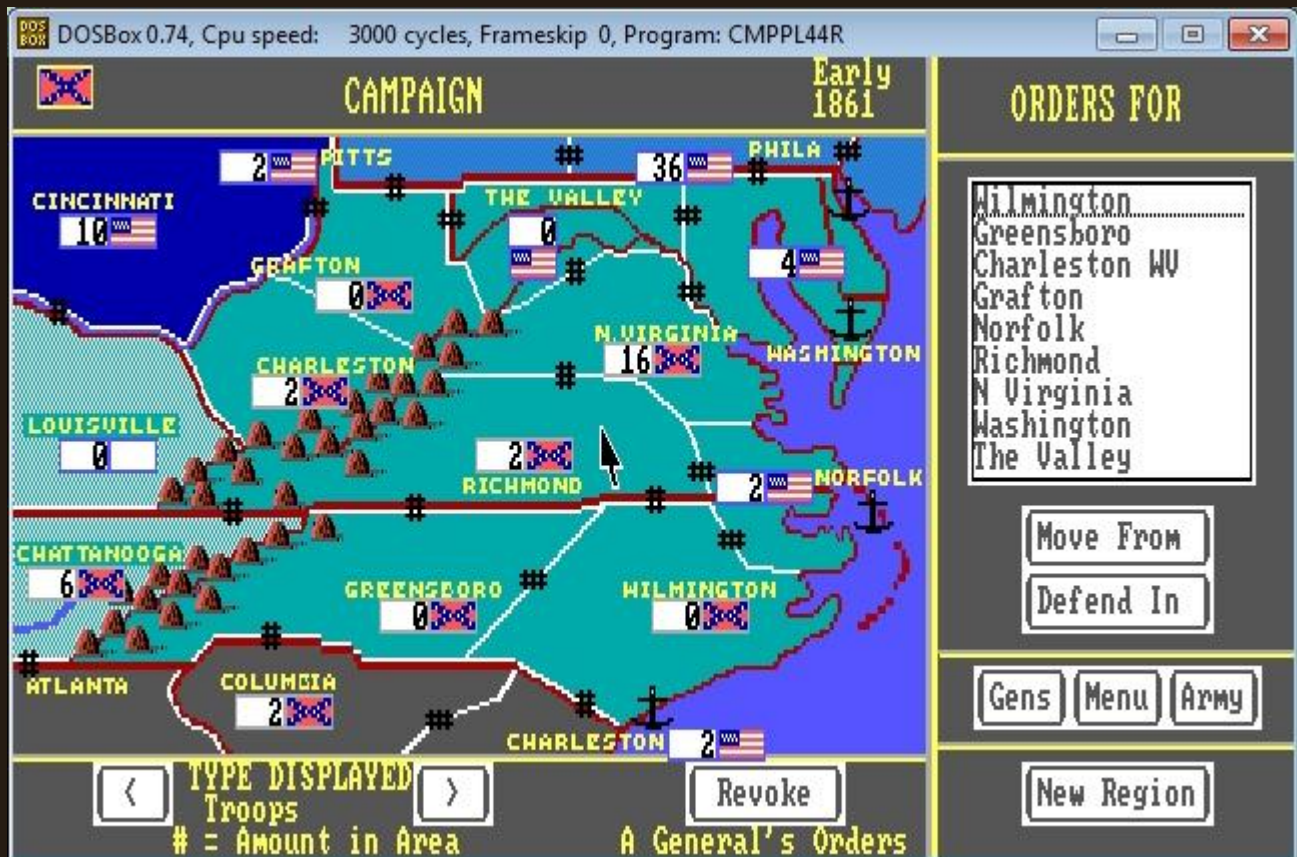 DOS BOX DOSBox 0.74, Cpu speed: 3000 cycles, Frameskip 0, Program: CMPPL44R
CAMPAIGN
Early
1861
2 PITTS
36
PHILA
CINCINNATI
10
THE VALLEY
0
4
GRAFTON
0
N.VIRGINIA
16
WASHINGTON
CHARLESTON
2
LOUISVILLE
0
2
RICHMOND
2 NORFOLK
CHATTANOOGA
6
GREENSBORO
0
WILMINGTON
0
ATLANTA
COLUMBIA
2
CHARLESTON 2
< TYPE DISPLAYED >
Troops
# = Amount in Area
Revoke
A General's Orders
ORDERS FOR
Wilmington
Greensboro
Charleston WV
Grafton
Norfolk
Richmond
N Virginia
Washington
The Valley
Move From
Defend In
Gens Menu Army
New Region